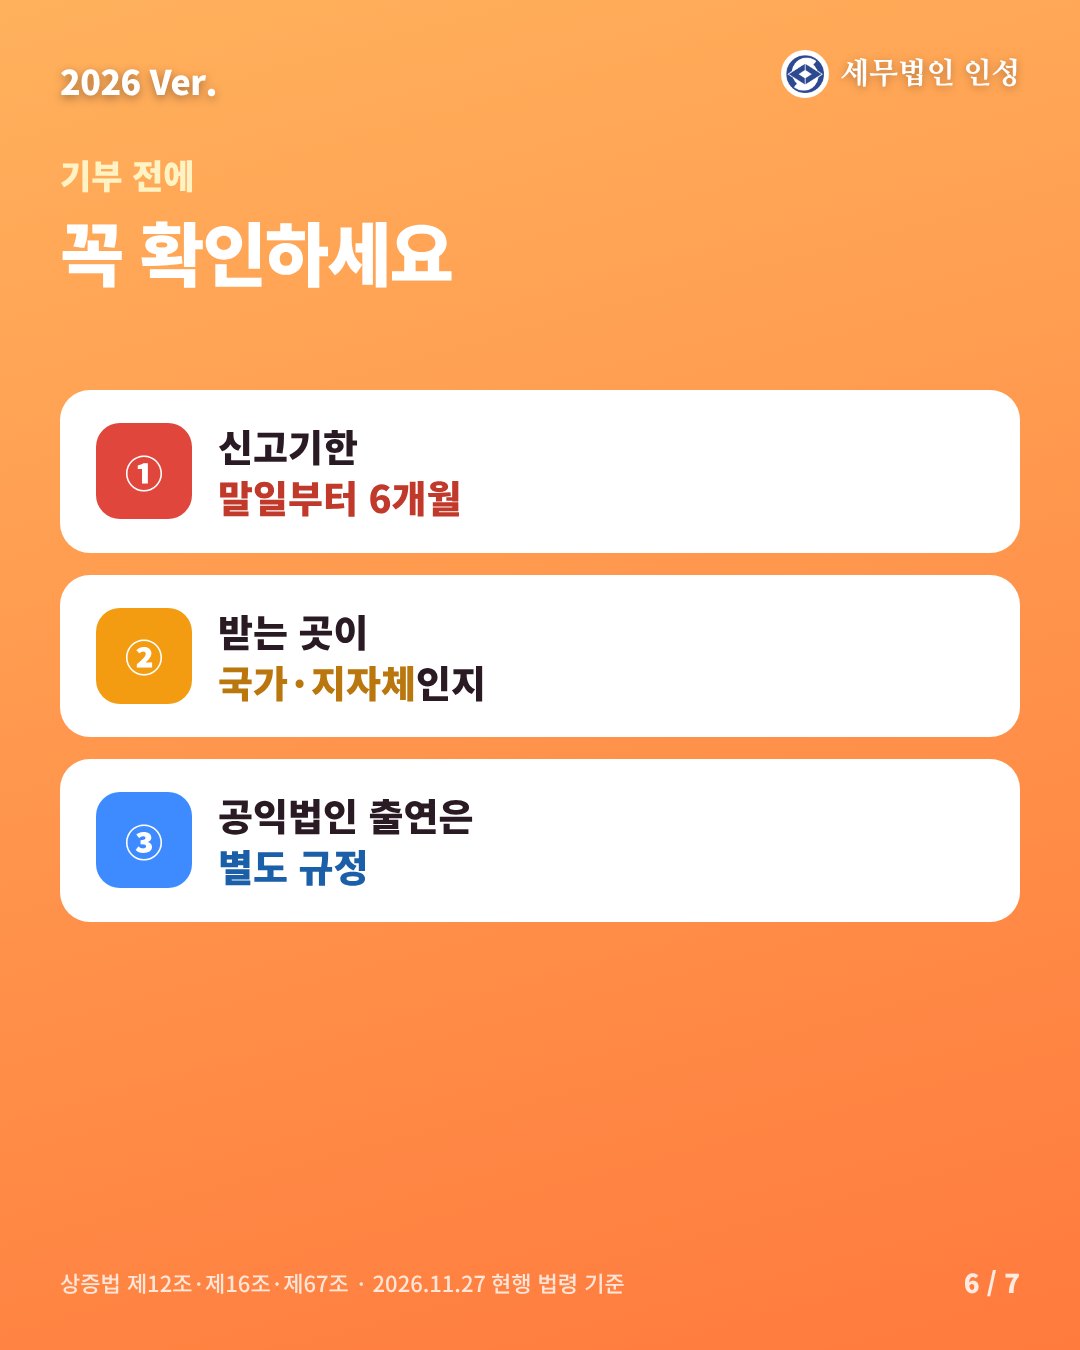 2026 Ver.
세무법인 인성
기부 전에
꼭 확인하세요
①
신고기한
말일부터 6개월
②
받는 곳이
국가·지자체인지
③
공익법인 출연은
별도 규정
상증법 제12조·제16조·제67조 · 2026.11.27 현행 법령 기준
6 / 7